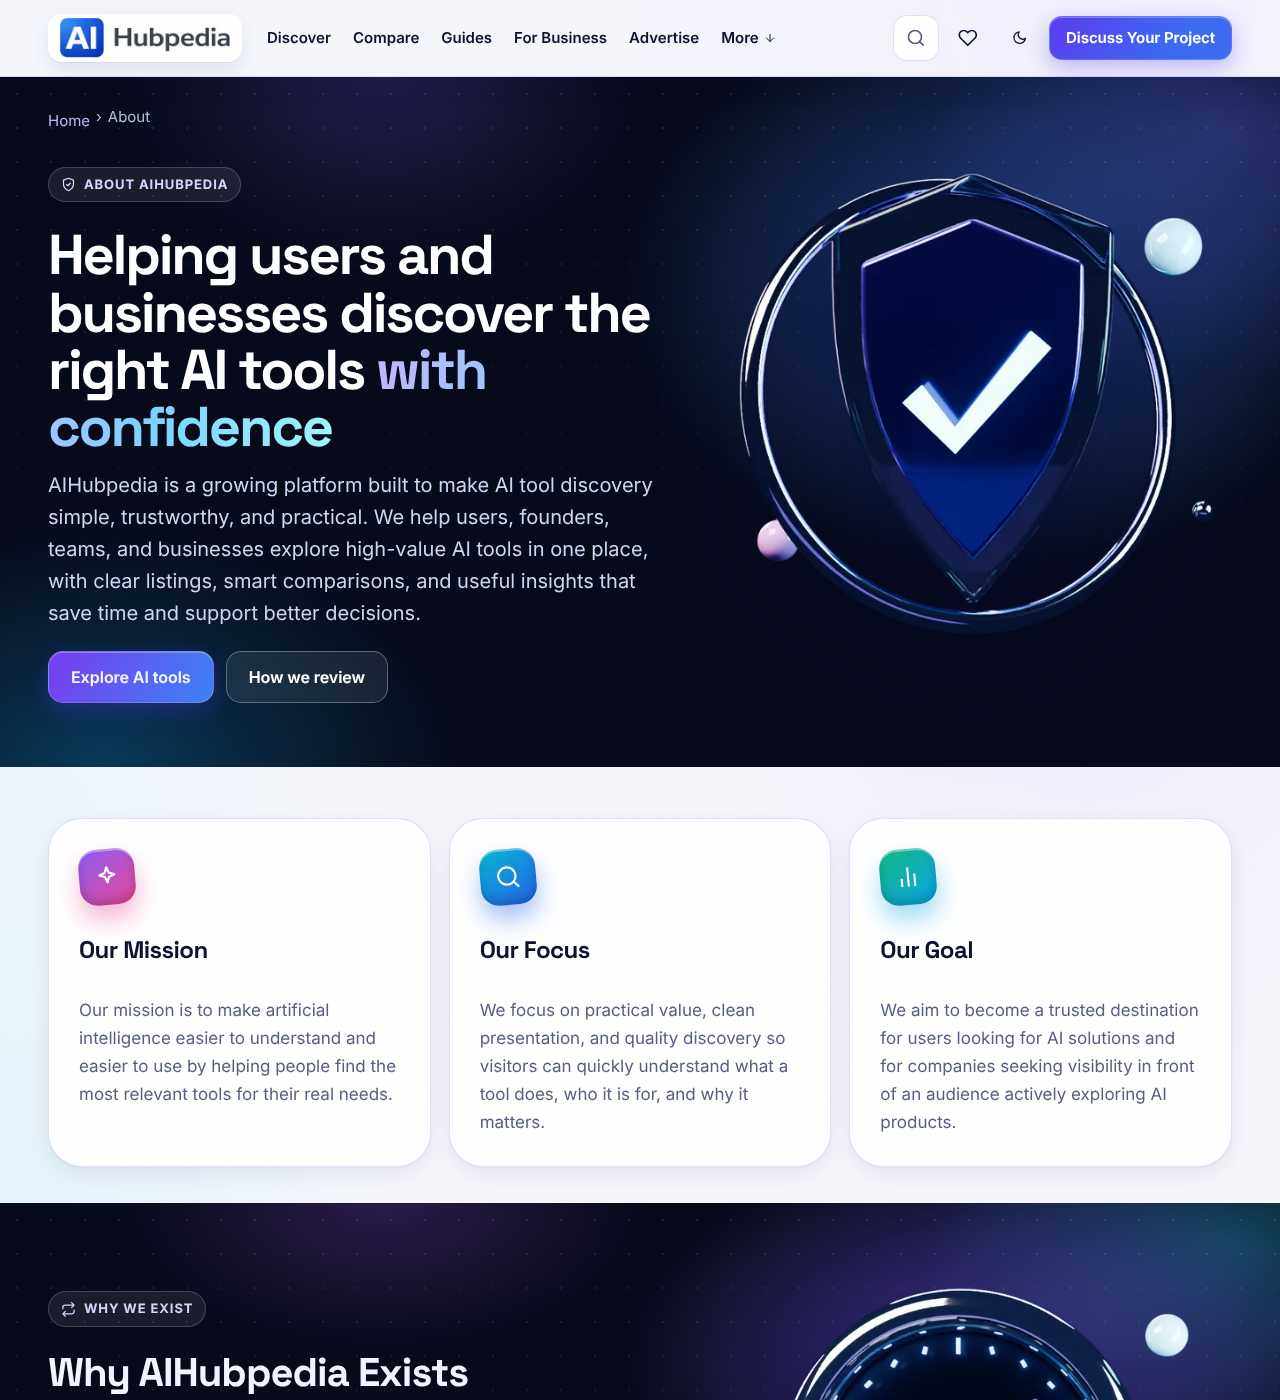 AI Hubpedia
Discover Compare Guides For Business Advertise More
Discuss Your Project
Home › About
ABOUT AIHUBPEDIA
Helping users and
businesses discover the
right AI tools with
confidence
AIHubpedia is a growing platform built to make AI tool discovery
simple, trustworthy, and practical. We help users, founders,
teams, and businesses explore high-value AI tools in one place,
with clear listings, smart comparisons, and useful insights that
save time and support better decisions.
Explore AI tools
How we review
Our Mission
Our mission is to make artificial
intelligence easier to understand and
easier to use by helping people find the
most relevant tools for their real needs.
Our Focus
We focus on practical value, clean
presentation, and quality discovery so
visitors can quickly understand what a
tool does, who it is for, and why it
matters.
Our Goal
We aim to become a trusted destination
for users looking for AI solutions and
for companies seeking visibility in front
of an audience actively exploring AI
products.
WHY WE EXIST
Why AIHubpedia Exists